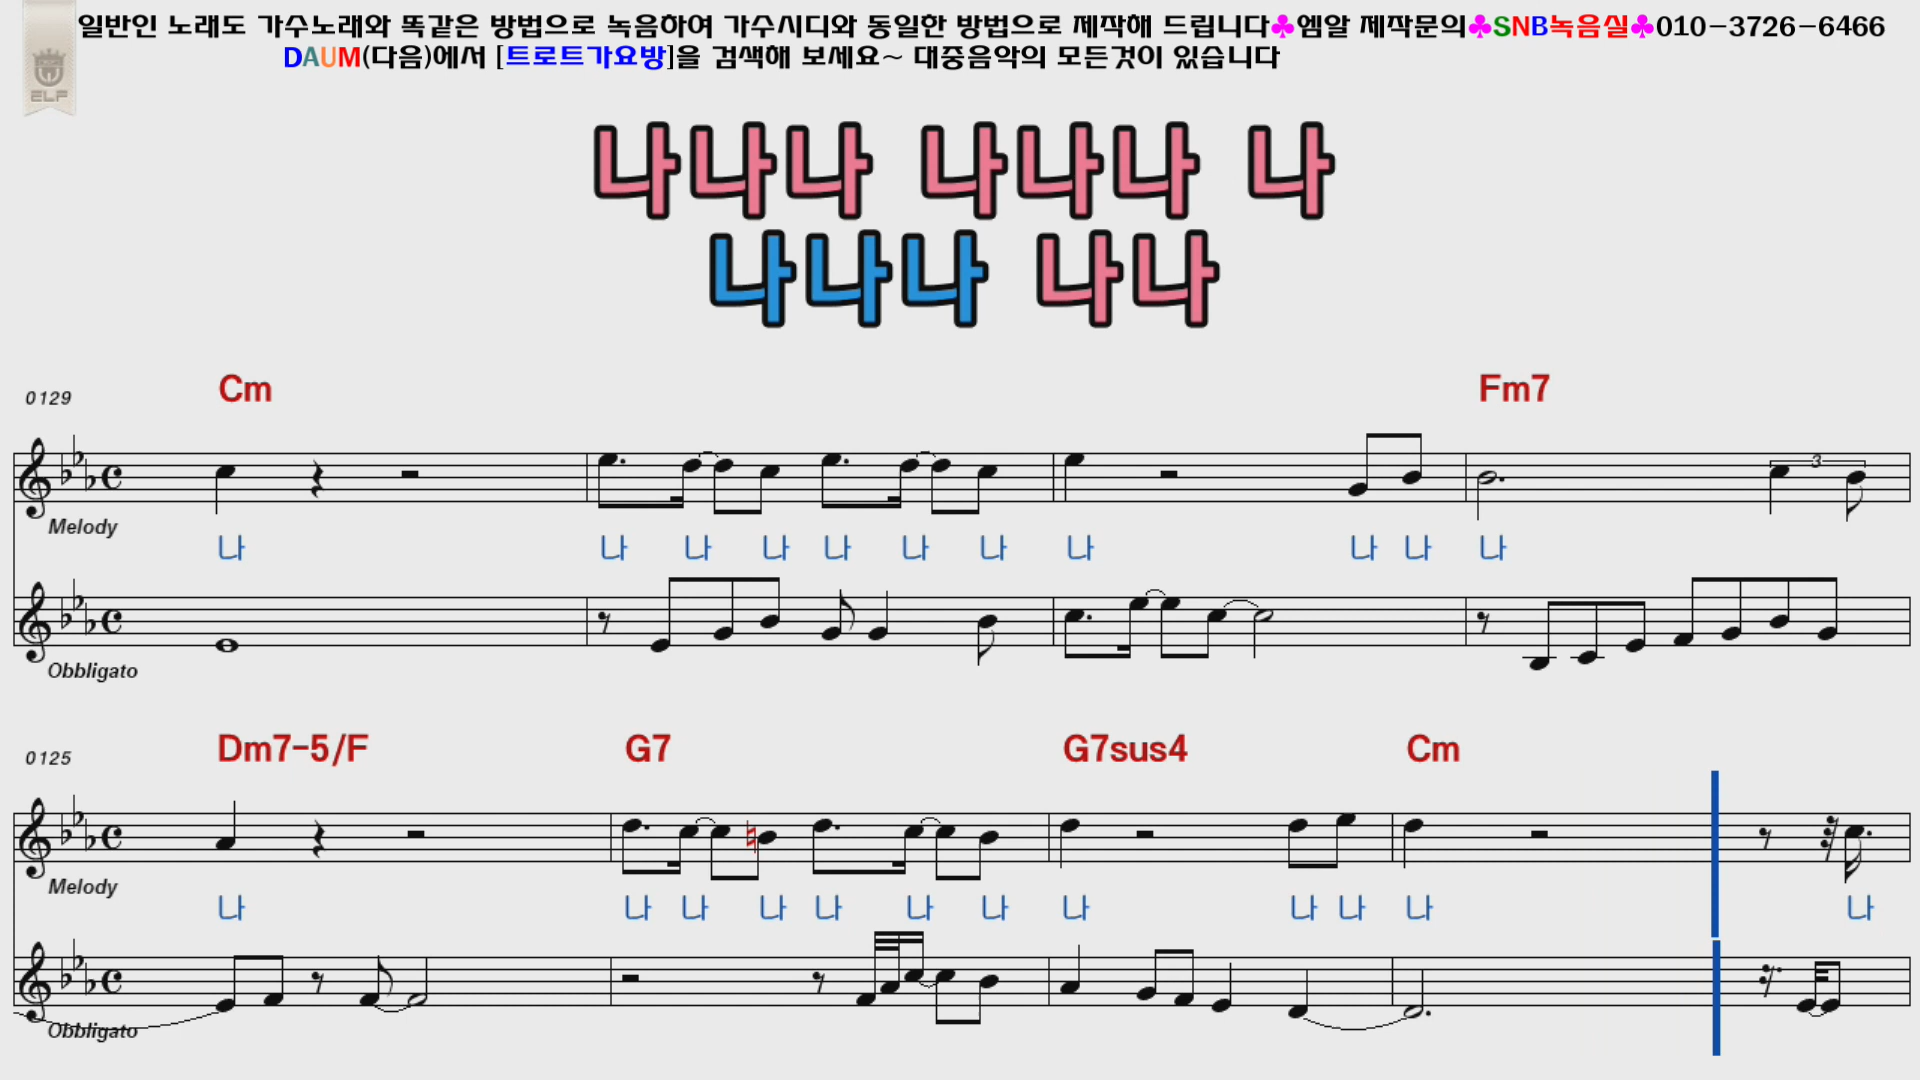 일반인 노래도 가수노래와 똑같은 방법으로 녹음하여 가수시디와 동일한 방법으로 제작해 드립니다♣엠알 제작문의♣SNB녹음실♣010-3726-6466
DAUM(다음)에서 [트로트가요방]을 검색해 보세요~ 대중음악의 모든것이 있습니다
ELF
나나나 나나나 나
나나나 나나
0129 Cm Fm7
3
Melody
나 나 나 나 나 나 나 나 나 나 나
Obbligato
0125 Dm7-5/F G7 G7sus4 Cm
Melody
나 나 나 나 나 나 나 나 나 나 나 나
Obbligato